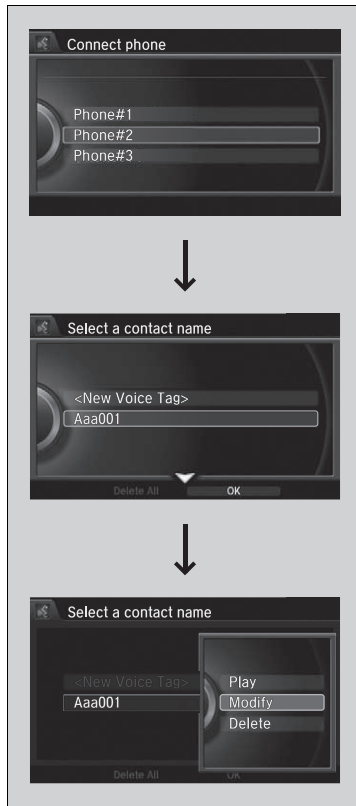 Connect phone
Phone#1
Phone#2
Phone#3
Select a contact name
<New Voice Tag>
Aaa001
Delete All OK
Select a contact name
<New Voice Tag>
Aaa001
Play
Modify
Delete
Delete All OK